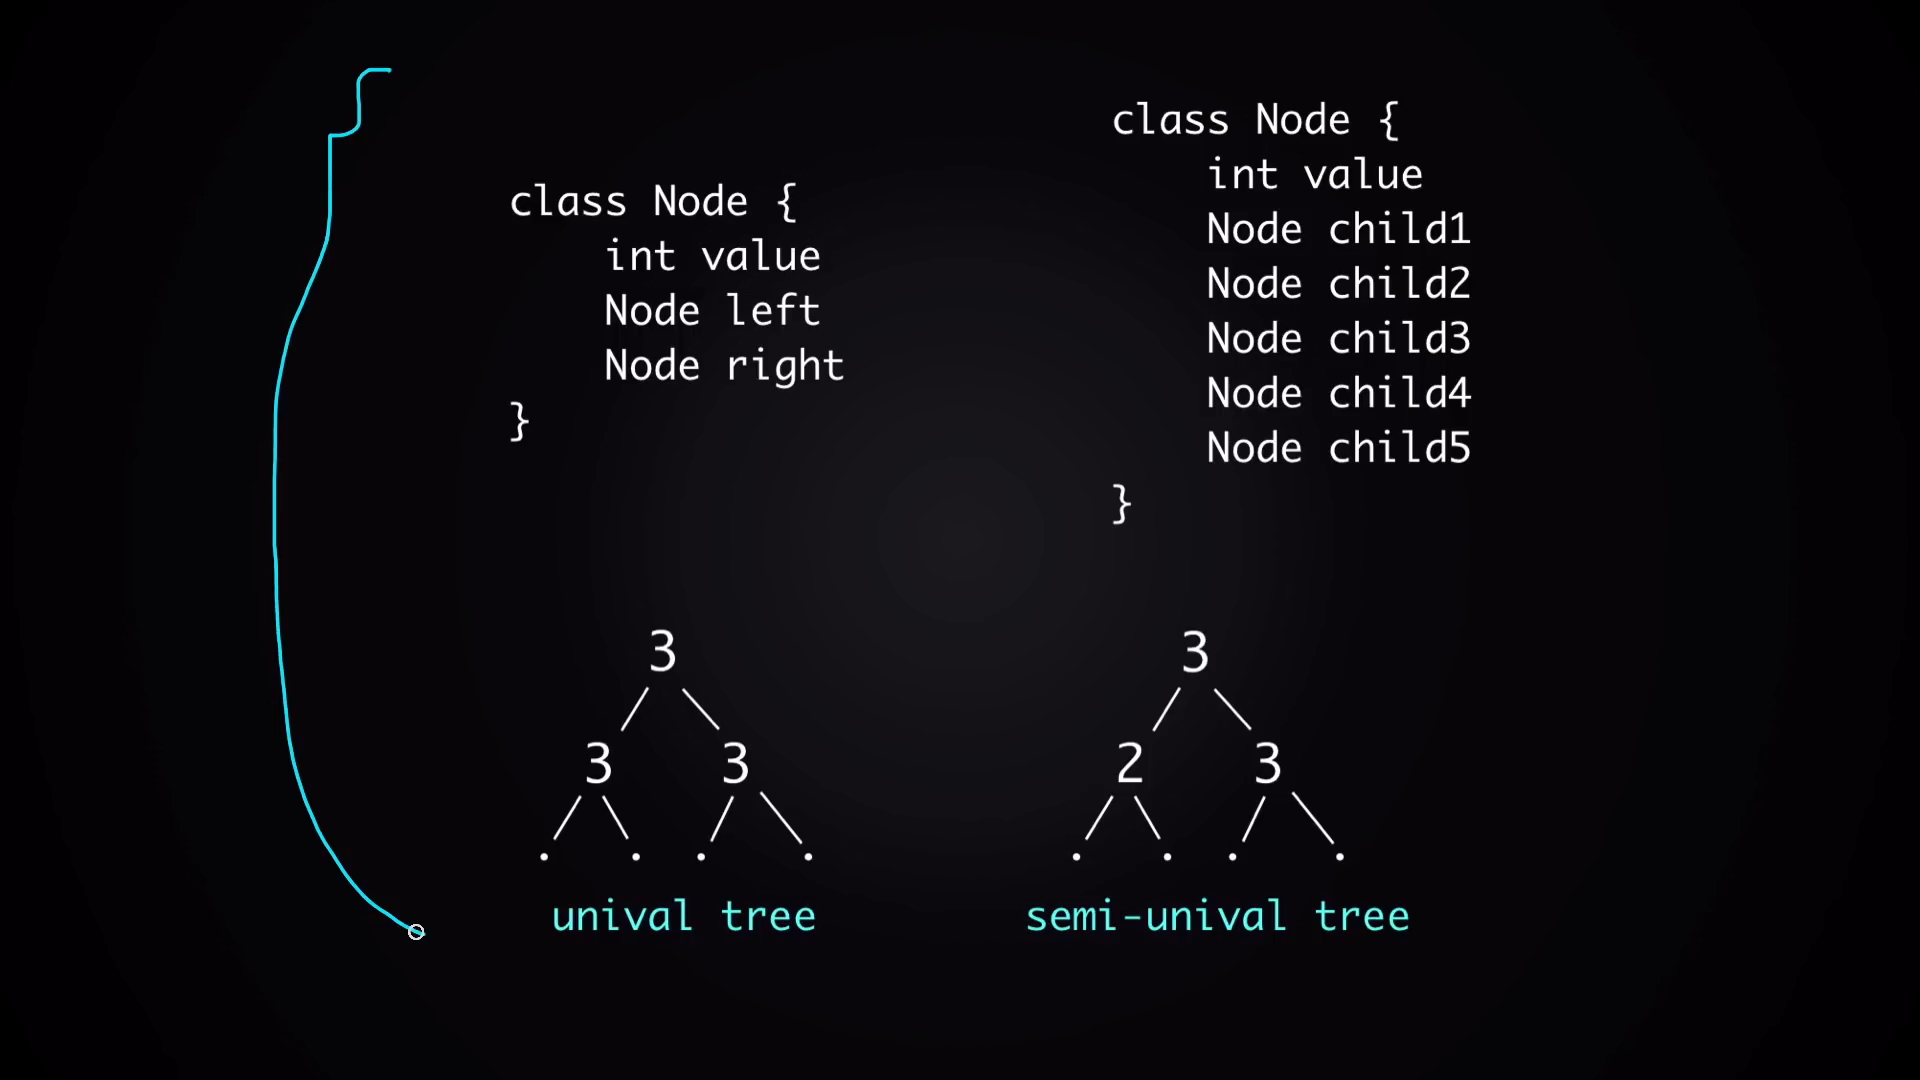 class Node {
int value
Node left
Node right
}
class Node {
int value
Node child1
Node child2
Node child3
Node child4
Node child5
}
3
3 3
. . . .
unival tree
3
2 3
. . . .
semi-unival tree